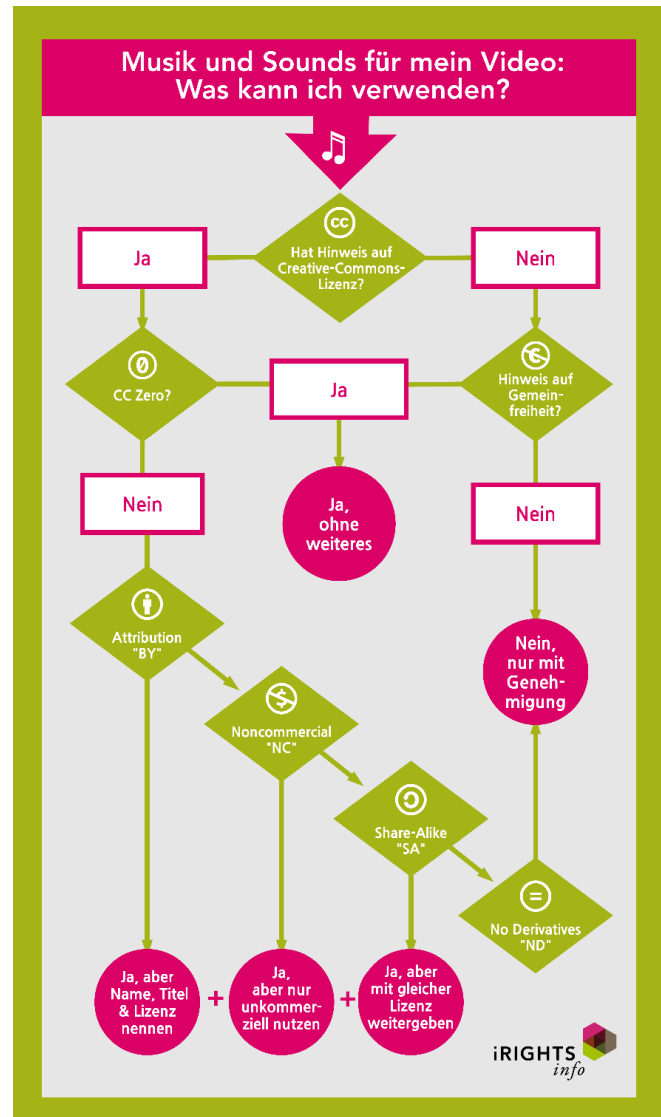 Musik und Sounds für mein Video:
Was kann ich verwenden?
cc
Hat Hinweis auf
Creative-Commons-
Lizenz?
Ja
Nein
0
CC Zero?
Ja
C
Hinweis auf
Gemein-
freiheit?
Nein
Ja,
ohne
weiteres
Nein
Attribution
"BY"
Nein,
nur mit
Geneh-
migung
$
Noncommercial
"NC"
Share-Alike
"SA"
=
No Derivatives
"ND"
Ja, aber
Name, Titel
& Lizenz
nennen
+
Ja,
aber nur
unkommer-
ziell nutzen
+
Ja, aber
mit gleicher
Lizenz
weitergeben
iRIGHTS
info